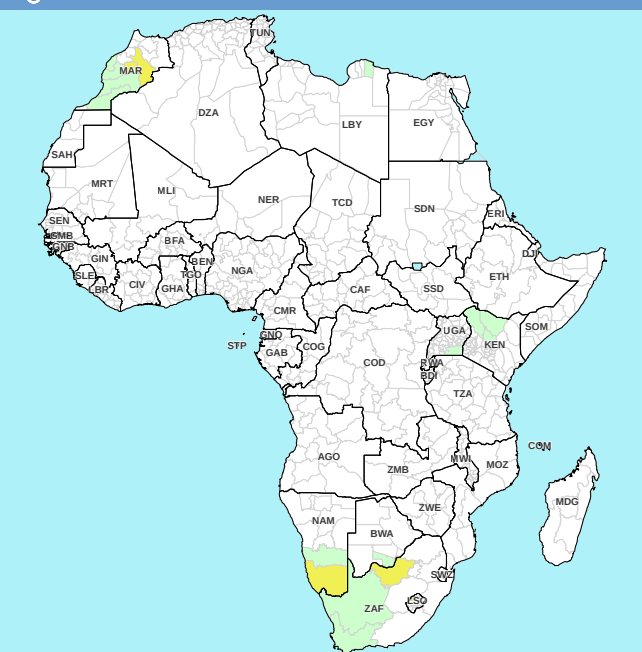 TUN
MAR
DZA
LBY
EGY
SAH
MRT
MLI
NER
TCD
SDN
ERI
SEN
GMB
GNB
BFA
DJI
GIN
BEN
NGA
ETH
SLE
TGO
LBR
CIV
GHA
CAF
SSD
CMR
SOM
GNQ
UGA
STP
GAB
COG
KEN
COD
RWA
BDI
TZA
COM
AGO
MWI
MOZ
ZMB
MDG
ZWE
NAM
BWA
SWZ
LSO
ZAF